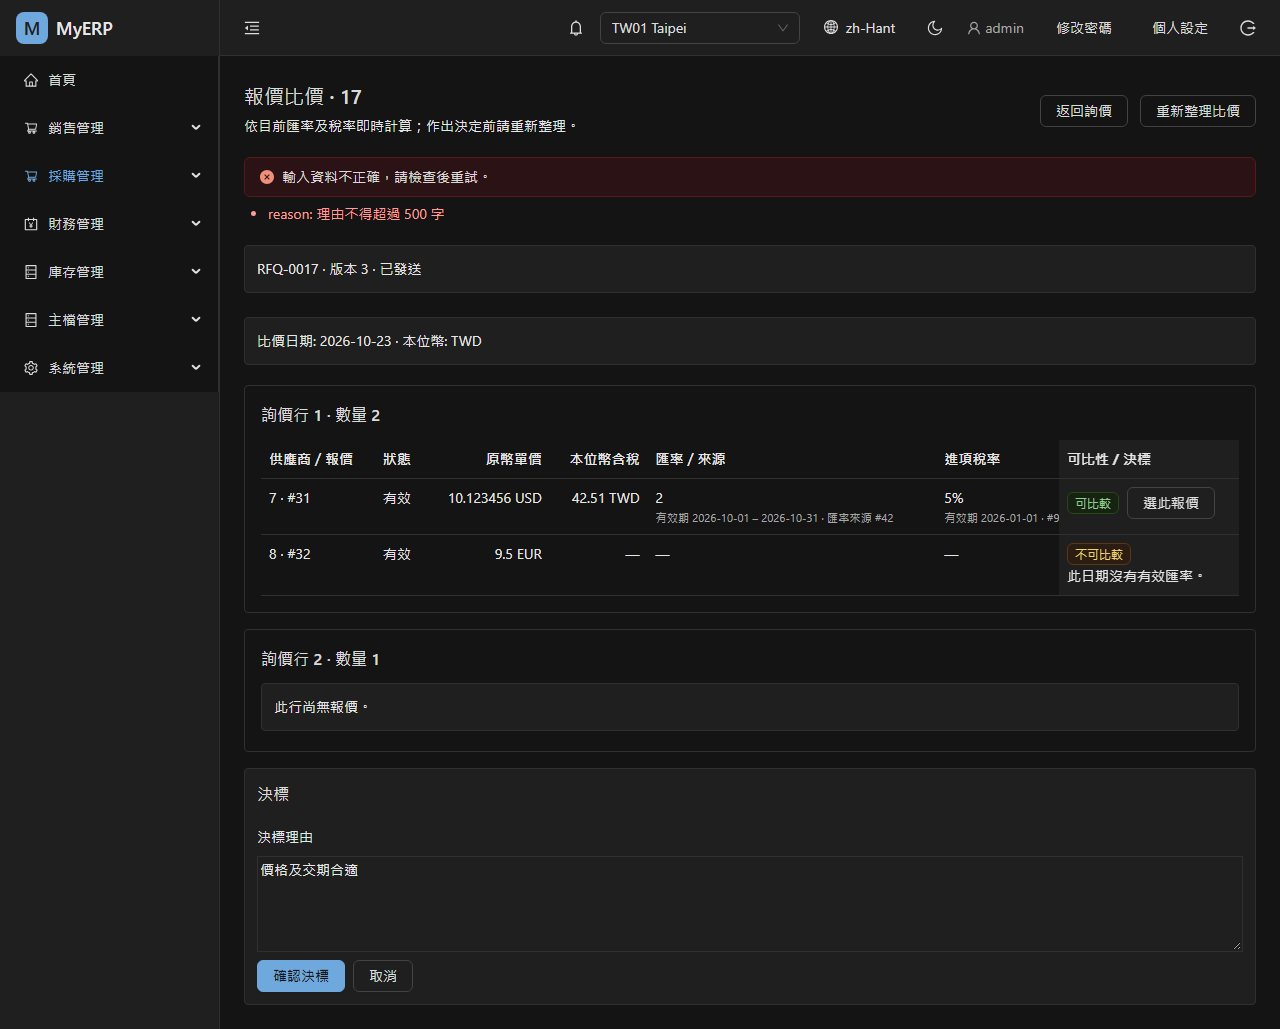 M MyERP
TW01 Taipei
zh-Hant
admin
修改密碼
個人設定
首頁
銷售管理
採購管理
財務管理
庫存管理
主檔管理
系統管理
報價比價 · 17
依目前匯率及稅率即時計算；作出決定前請重新整理。
返回詢價
重新整理比價
輸入資料不正確，請檢查後重試。
reason: 理由不得超過 500 字
RFQ-0017 · 版本 3 · 已發送
比價日期: 2026-10-23 · 本位幣: TWD
詢價行 1 · 數量 2
供應商 / 報價 狀態 原幣單價 本位幣含稅 匯率 / 來源 進項稅率 可比性 / 決標
7 · #31 有效 10.123456 USD 42.51 TWD 2 5% 可比較 選此報價
有效期 2026-10-01 – 2026-10-31 · 匯率來源 #42 有效期 2026-01-01 · #9
8 · #32 有效 9.5 EUR — — — 不可比較
此日期沒有有效匯率。
詢價行 2 · 數量 1
此行尚無報價。
決標
決標理由
價格及交期合適
確認決標
取消